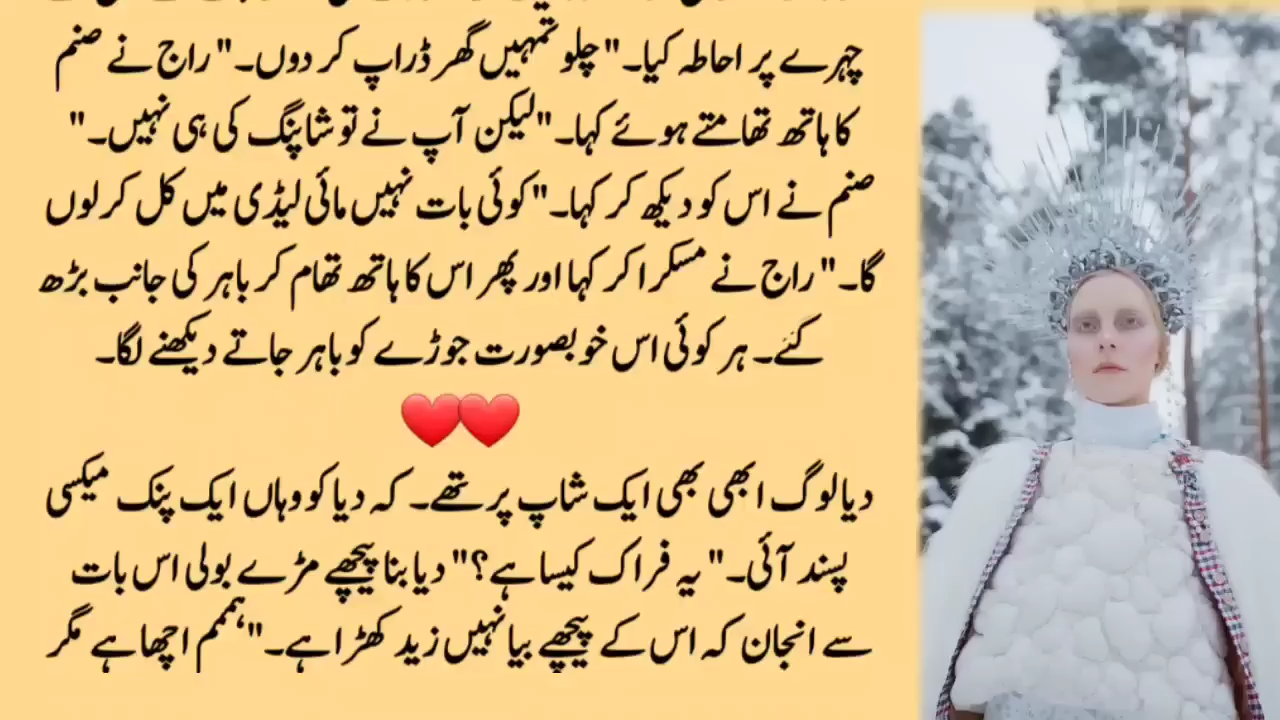 چہرے پر احاطہ کیا۔" چلو تمہیں گھر ڈراپ کر دوں۔" راج نے صنم
کا ہاتھ تھامتے ہوئے کہا۔"لیکن آپ نے تو شاپنگ کی ہی نہیں۔"
صنم نے اس کو دیکھ کر کہا۔"کوئی بات نہیں مائی لیڈی میں کل کر لوں
گا۔" راج نے مسکرا کر کہا اور پھر اس کا ہاتھ تھام کر باہر کی جانب بڑھ
گئے۔ ہر کوئی اس خوبصورت جوڑے کو باہر جاتے دیکھنے لگا۔
❤️❤️
دیا لوگ ابھی بھی ایک شاپ پر تھے۔ کہ دیا کو وہاں ایک پنک میکسی
پسند آئی۔" یہ فراک کیسا ہے؟" دیا بنا پیچھے مڑے بولی اس بات
سے انجان کہ اس کے پیچھے بیا نہیں زید کھڑا ہے۔"ہمممم اچھا ہے مگر